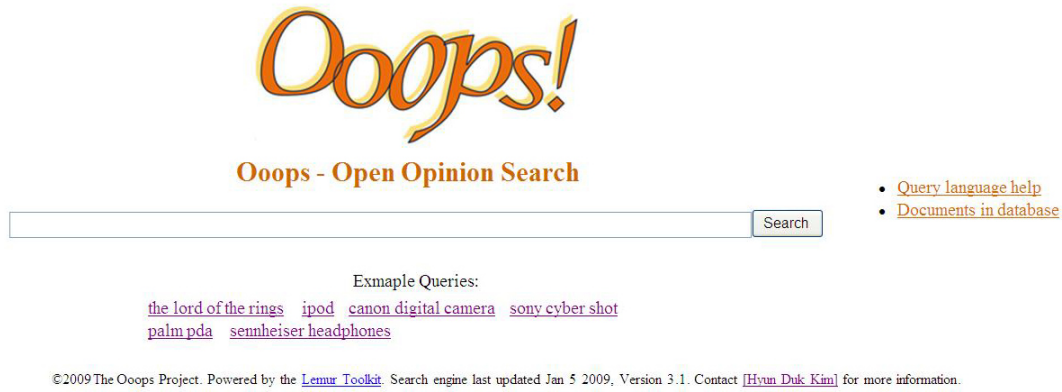 Ooops!
Ooops - Open Opinion Search
Query language help
Documents in database
Search
Exmaple Queries:
the lord of the rings ipod canon digital camera sony cyber shot
palm pda sennheiser headphones
©2009 The Ooops Project. Powered by the Lemur Toolkit. Search engine last updated Jan 5 2009, Version 3.1. Contact [Hyun Duk Kim] for more information.